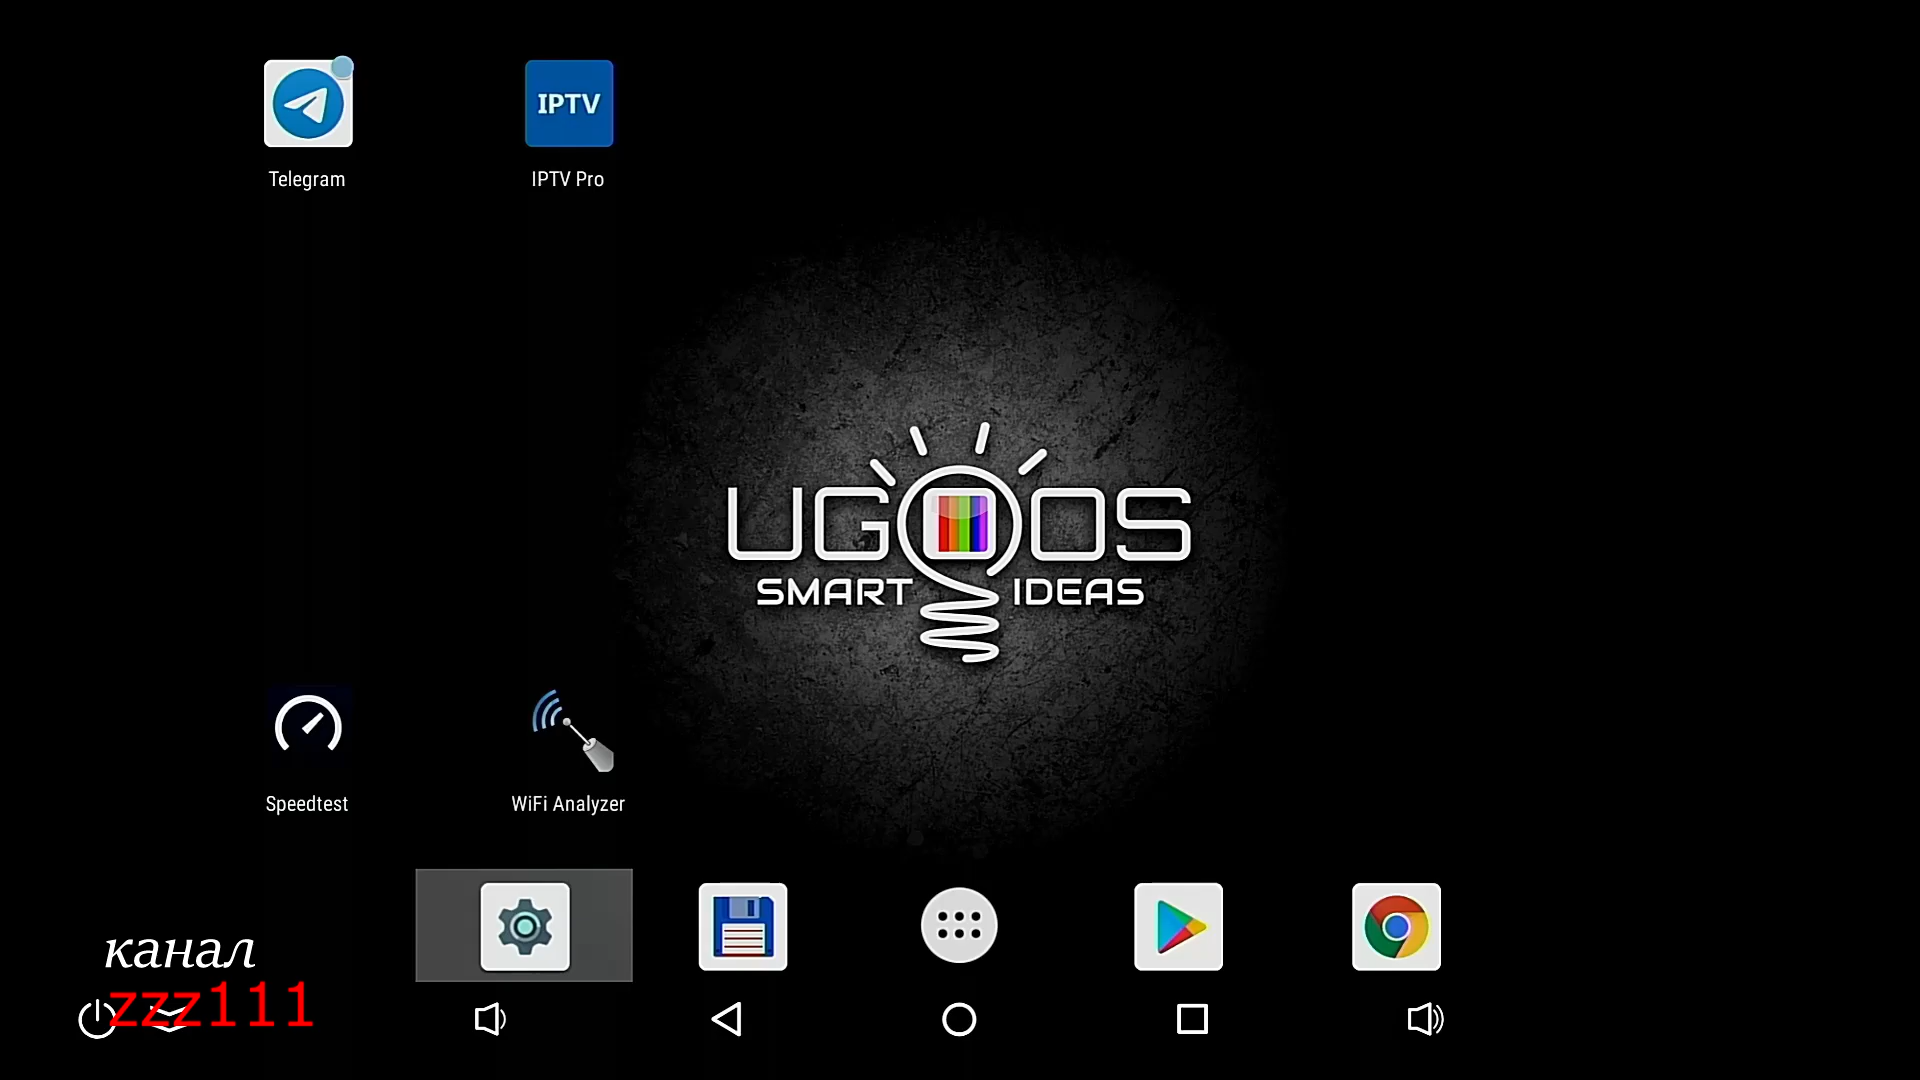 Telegram
IPTV
IPTV Pro
UGOOS
SMART IDEAS
Speedtest
WiFi Analyzer
канал
zzz111